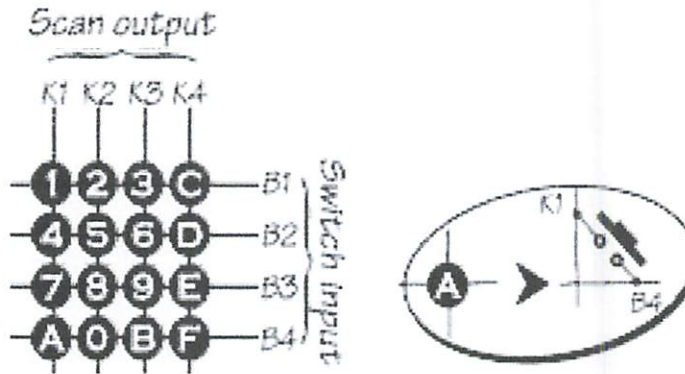 Scan output
K1 K2 K3 K4
1 2 3 C B1
4 5 6 D B2
7 8 9 E B3
A 0 B F B4
Switch input
K1
A
B4